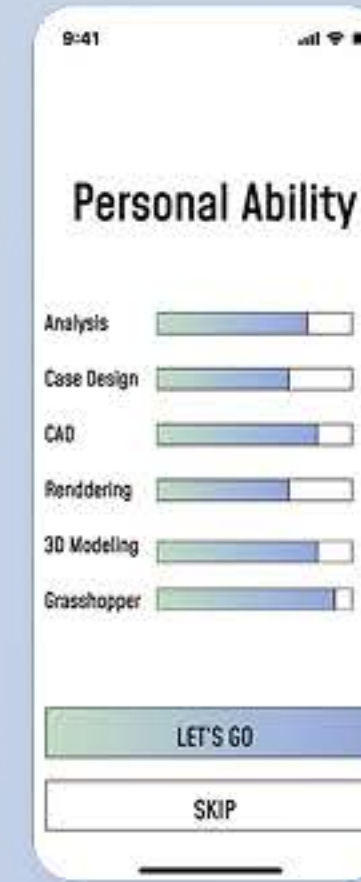 9:41
Personal Ability
Analysis
Case Design
CAD
Renddering
3D Modeling
Grasshopper
LET'S GO
SKIP